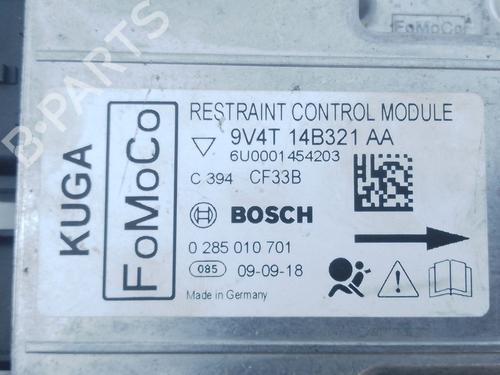 FoMoCo
KUGA
FoMoCo
RESTRAINT CONTROL MODULE
9V4T 14B321 AA
6U0001454203
C 394 CF33B
BOSCH
0 285 010 701
085 09-09-18
Made in Germany
B-PARTS